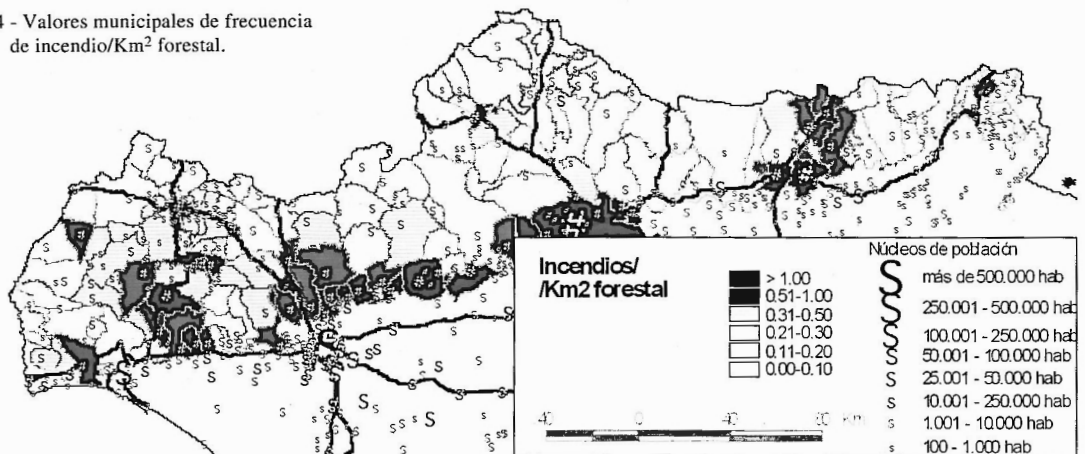 - Valores municipales de frecuencia
de incendio/Km² forestal.
Incendios/
/Km2 forestal
> 1.00
0.51-1.00
0.31-0.50
0.21-0.30
0.11-0.20
0.00-0.10
Núcleos de población
más de 500.000 hab
250.001 - 500.000 hab
100.001 - 250.000 hab
50.001 - 100.000 hab
25.001 - 50.000 hab
10.001 - 250.000 hab
1.001 - 10.000 hab
100 - 1.000 hab
0
Km